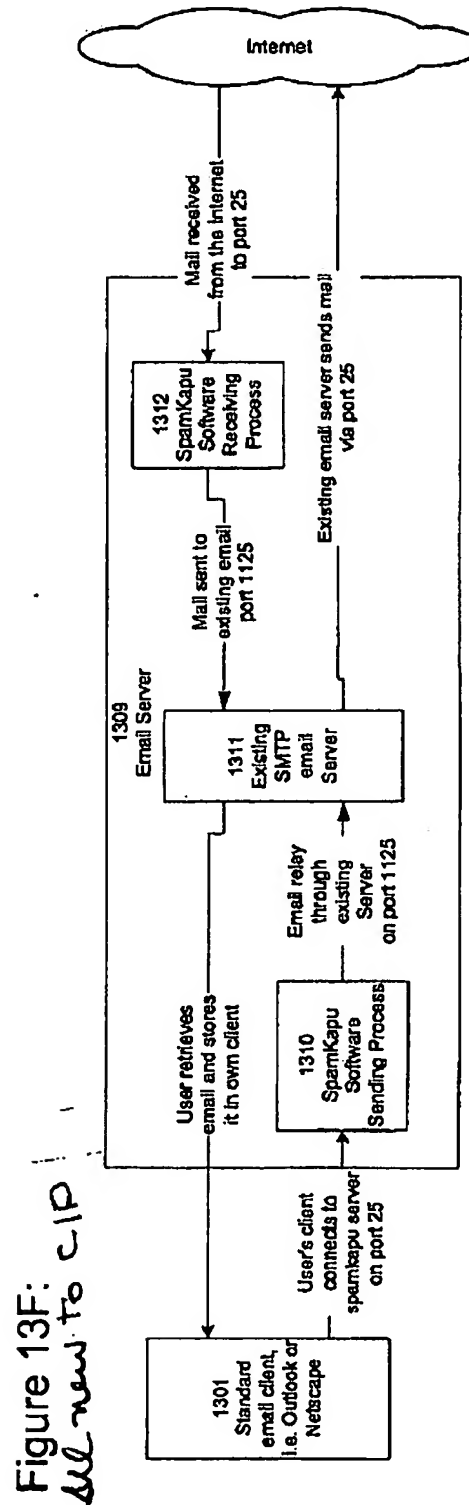 Figure 13F:
all new to CIP
1301
Standard
email client,
i.e. Outlook or
Netscape
User's client
connects to
spamkapu server
on port 25
User retrieves
email and stores
it in own client
1309
Email Server
1310
SpamKapu
Software
Sending Process
Email relay
through
existing
Server
on port 1125
1311
Existing
SMTP
email
Server
Mail sent to
existing email
port 1125
1312
SpamKapu
Software
Receiving
Process
Mail received
from the Internet
to port 25
Existing email server sends mail
via port 25
Internet